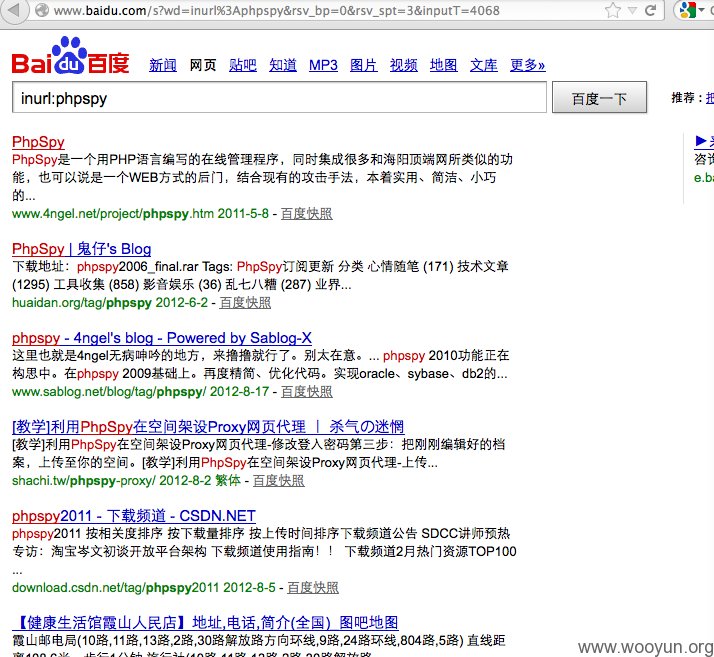 www.baidu.com/s?wd=inurl%3Aphpspy&rsv_bp=0&rsv_spt=3&inputT=4068
Bai du 百度
新闻 网页 贴吧 知道 MP3 图片 视频 地图 文库 更多»
inurl:phpspy 百度一下 推荐:
PhpSpy
PhpSpy是一个用PHP语言编写的在线管理程序，同时集成很多和海阳顶端网所类似的功
能，也可以说是一个WEB方式的后门，结合现有的攻击手法，本着实用、简洁、小巧
的...
www.4ngel.net/project/phpspy.htm 2011-5-8 - 百度快照
e.ba
PhpSpy | 鬼仔's Blog
下载地址：phpspy2006_final.rar Tags: PhpSpy订阅更新 分类 心情随笔 (171) 技术文章
(1295) 工具收集 (858) 影音娱乐 (36) 乱七八糟 (287) 业界...
huaidan.org/tag/phpspy 2012-6-2 - 百度快照
phpspy - 4ngel's blog - Powered by Sablog-X
这里也就是4ngel无病呻吟的地方，来撸撸就行了。别太在意。... phpspy 2010功能正在
构思中。在phpspy 2009基础上。再度精简、优化代码。实现oracle、sybase、db2的...
www.sablog.net/blog/tag/phpspy/ 2012-8-17 - 百度快照
[教学]利用PhpSpy在空间架设Proxy网页代理 ｜ 杀气の迷惘
[教学]利用PhpSpy在空间架设Proxy网页代理-修改登人密码第三步：把刚刚编辑好的档
案，上传至你的空间。[教学]利用PhpSpy在空间架设Proxy网页代理-上传...
shachi.tw/phpspy-proxy/ 2012-8-2 繁体 - 百度快照
phpspy2011 - 下载频道 - CSDN.NET
phpspy2011 按相关度排序 按下载量排序 按上传时间排序下载频道公告 SDCC讲师预热
专访：淘宝岑文初谈开放平台架构 下载频道使用指南！！ 下载频道2月热门资源TOP100
...
download.csdn.net/tag/phpspy2011 2012-8-5 - 百度快照
【健康生活馆霞山人民店】地址,电话,简介(全国)_图吧地图
霞山邮电局(10路,11路,13路,2路,30路解放路方向环线,9路,24路环线,804路,5路) 直线距
www.wooyun.org